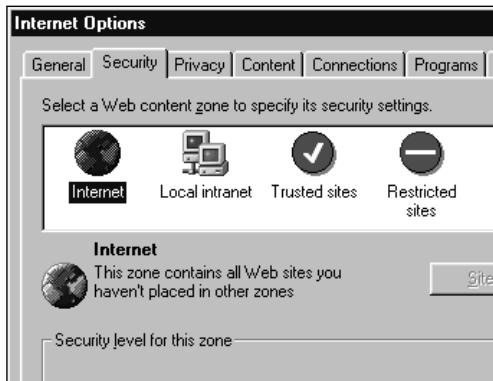 Internet Options
General Security Privacy Content Connections Programs
Select a Web content zone to specify its security settings.
Internet Local intranet Trusted sites Restricted
sites
Internet
This zone contains all Web sites you
haven't placed in other zones
Security level for this zone